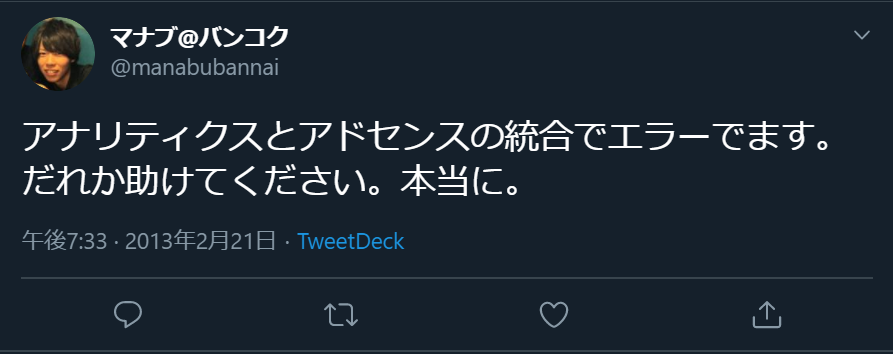 マナブ@バンコク
@manabubannai
アナリティクスとアドセンスの統合でエラーでます。
だれか助けてください。本当に。
午後7:33 · 2013年2月21日 · TweetDeck